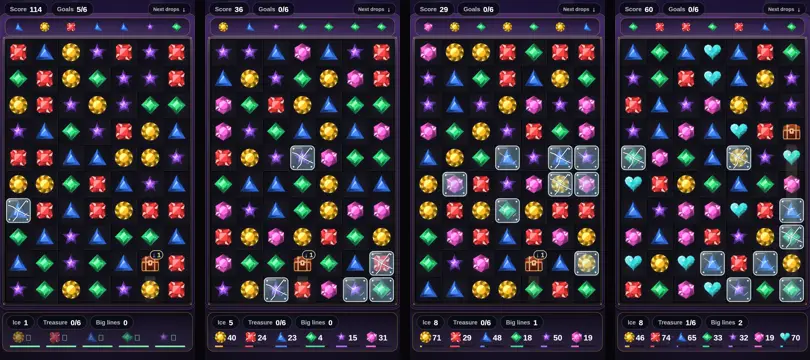 Score 114 Goals 5/6 Next drops ↓
1
Ice 1 Treasure 0/6 Big lines 0
Score 36 Goals 0/6 Next drops ↓
1
Ice 5 Treasure 0/6 Big lines 0
40 24 23 4 15 31
Score 29 Goals 0/6 Next drops ↓
1
Ice 8 Treasure 0/6 Big lines 0
71 29 48 18 50 19
Score 60 Goals 0/6 Next drops ↓
Ice 8 Treasure 1/6 Big lines 2
46 74 65 33 32 19 70